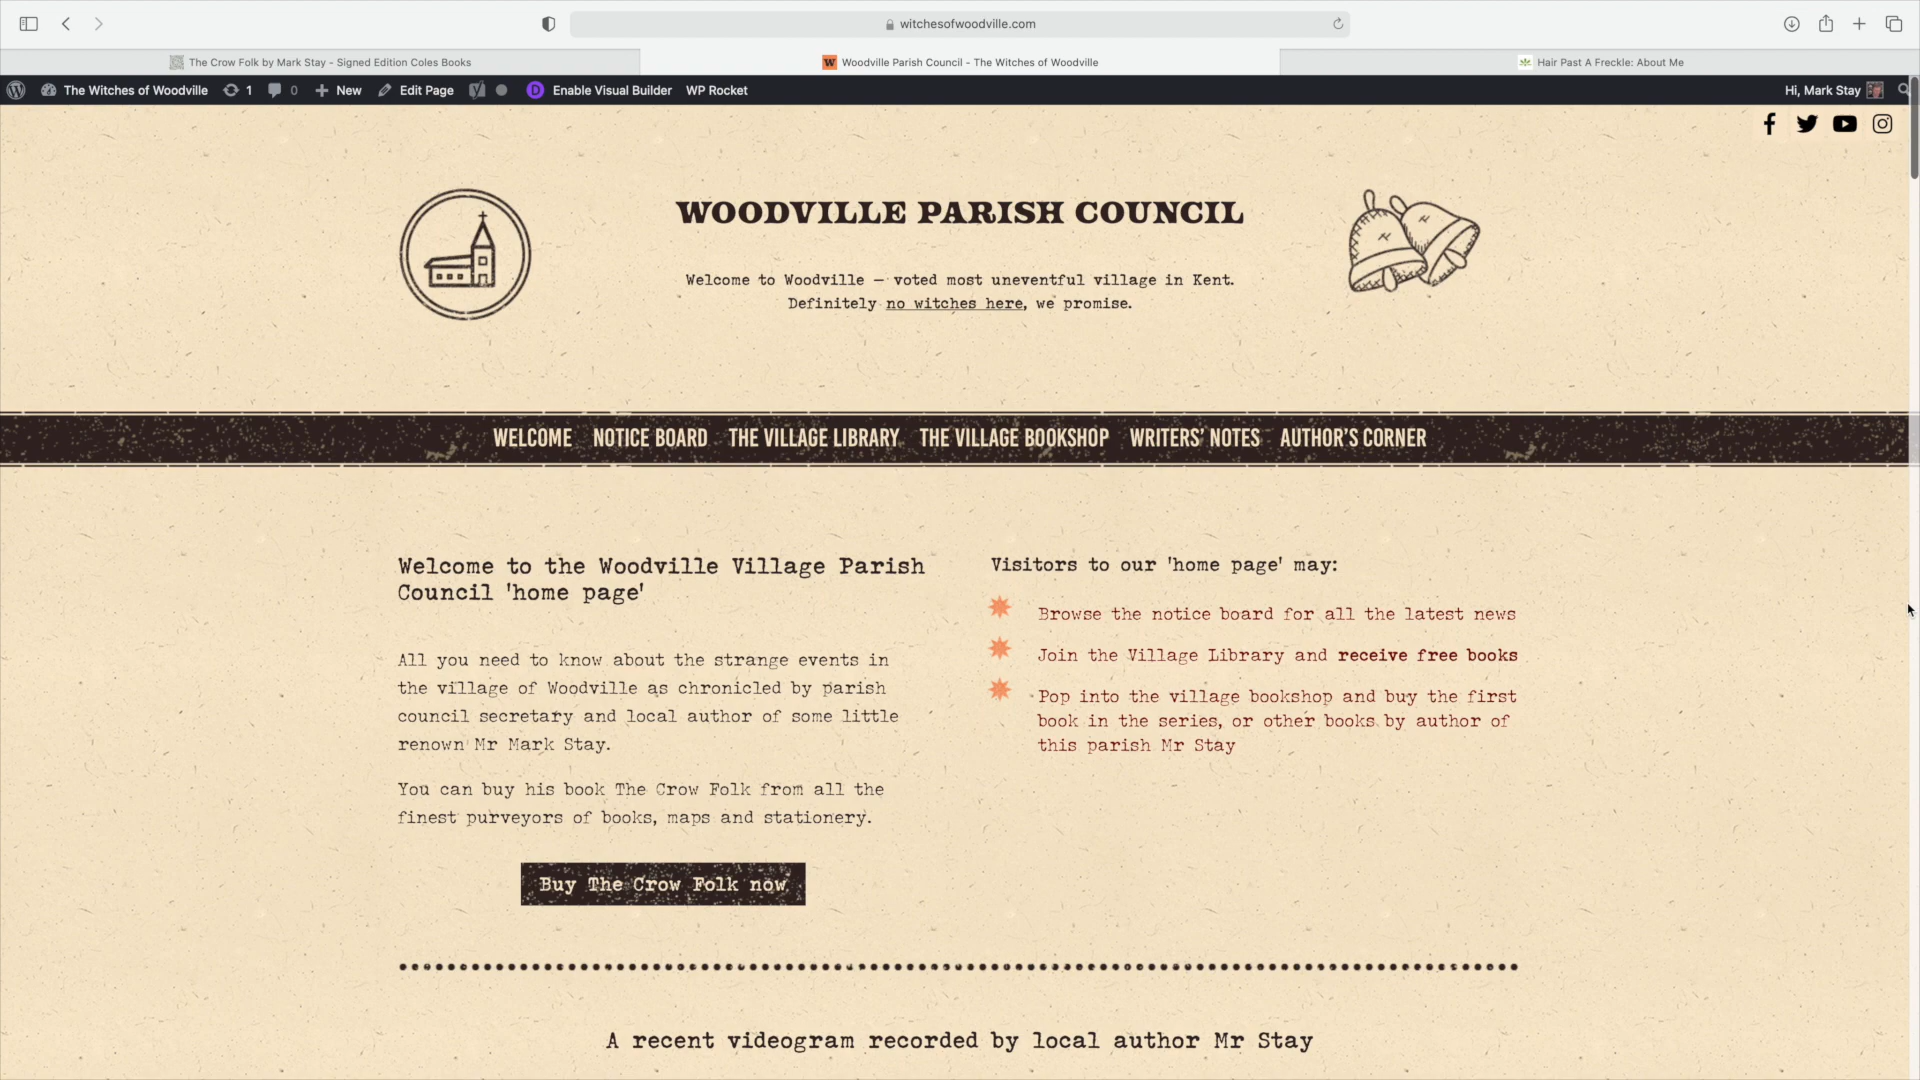 witchesofwoodville.com
The Crow Folk by Mark Stay - Signed Edition Coles Books
W Woodville Parish Council - The Witches of Woodville
Hair Past A Freckle: About Me
The Witches of Woodville 1 0 New Edit Page D Enable Visual Builder WP Rocket
Hi, Mark Stay
WOODVILLE PARISH COUNCIL
Welcome to Woodville – voted most uneventful village in Kent.
Definitely no witches here, we promise.
WELCOME NOTICE BOARD THE VILLAGE LIBRARY THE VILLAGE BOOKSHOP WRITERS' NOTES AUTHOR'S CORNER
Welcome to the Woodville Village Parish
Council 'home page'
All you need to know about the strange events in
the village of Woodville as chronicled by parish
council secretary and local author of some little
renown Mr Mark Stay.
You can buy his book The Crow Folk from all the
finest purveyors of books, maps and stationery.
Buy The Crow Folk now
Visitors to our 'home page' may:
Browse the notice board for all the latest news
Join the Village Library and receive free books
Pop into the village bookshop and buy the first
book in the series, or other books by author of
this parish Mr Stay
A recent videogram recorded by local author Mr Stay